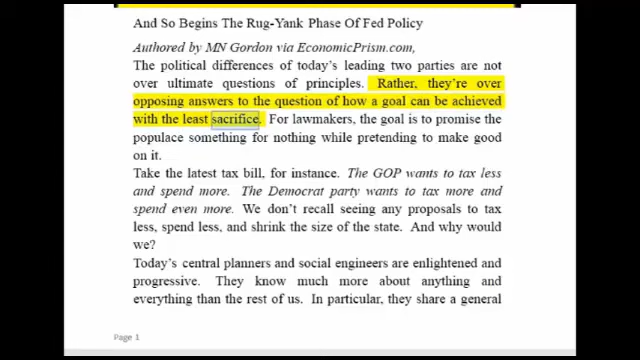 And So Begins The Rug-Yank Phase Of Fed Policy
Authored by MN Gordon via EconomicPrism.com,
The political differences of today's leading two parties are not
over ultimate questions of principles. Rather, they're over
opposing answers to the question of how a goal can be achieved
with the least sacrifice. For lawmakers, the goal is to promise the
populace something for nothing while pretending to make good
on it.
Take the latest tax bill, for instance. The GOP wants to tax less
and spend more. The Democrat party wants to tax more and
spend even more. We don't recall seeing any proposals to tax
less, spend less, and shrink the size of the state. And why would
we?
Today's central planners and social engineers are enlightened and
progressive. They know much more about anything and
everything than the rest of us. In particular, they share a general
Page 1